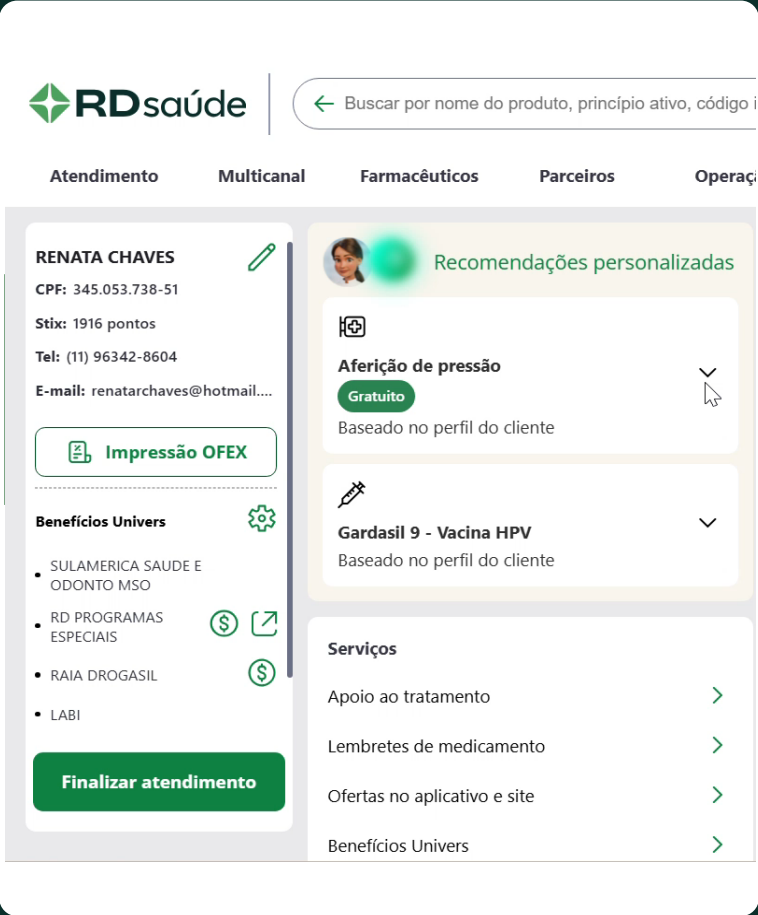 RDsaúde
Buscar por nome do produto, princípio ativo, código i
Atendimento Multicanal Farmacêuticos Parceiros Operaç
RENATA CHAVES
CPF: 345.053.738-51
Stix: 1916 pontos
Tel: (11) 96342-8604
E-mail: renatarchaves@hotmail....
Impressão OFEX
Benefícios Univers
SULAMERICA SAUDE E
ODONTO MSO
RD PROGRAMAS
ESPECIAIS
RAIA DROGASIL
LABI
Finalizar atendimento
Recomendações personalizadas
Aferição de pressão
Gratuito
Baseado no perfil do cliente
Gardasil 9 - Vacina HPV
Baseado no perfil do cliente
Serviços
Apoio ao tratamento
Lembretes de medicamento
Ofertas no aplicativo e site
Benefícios Univers